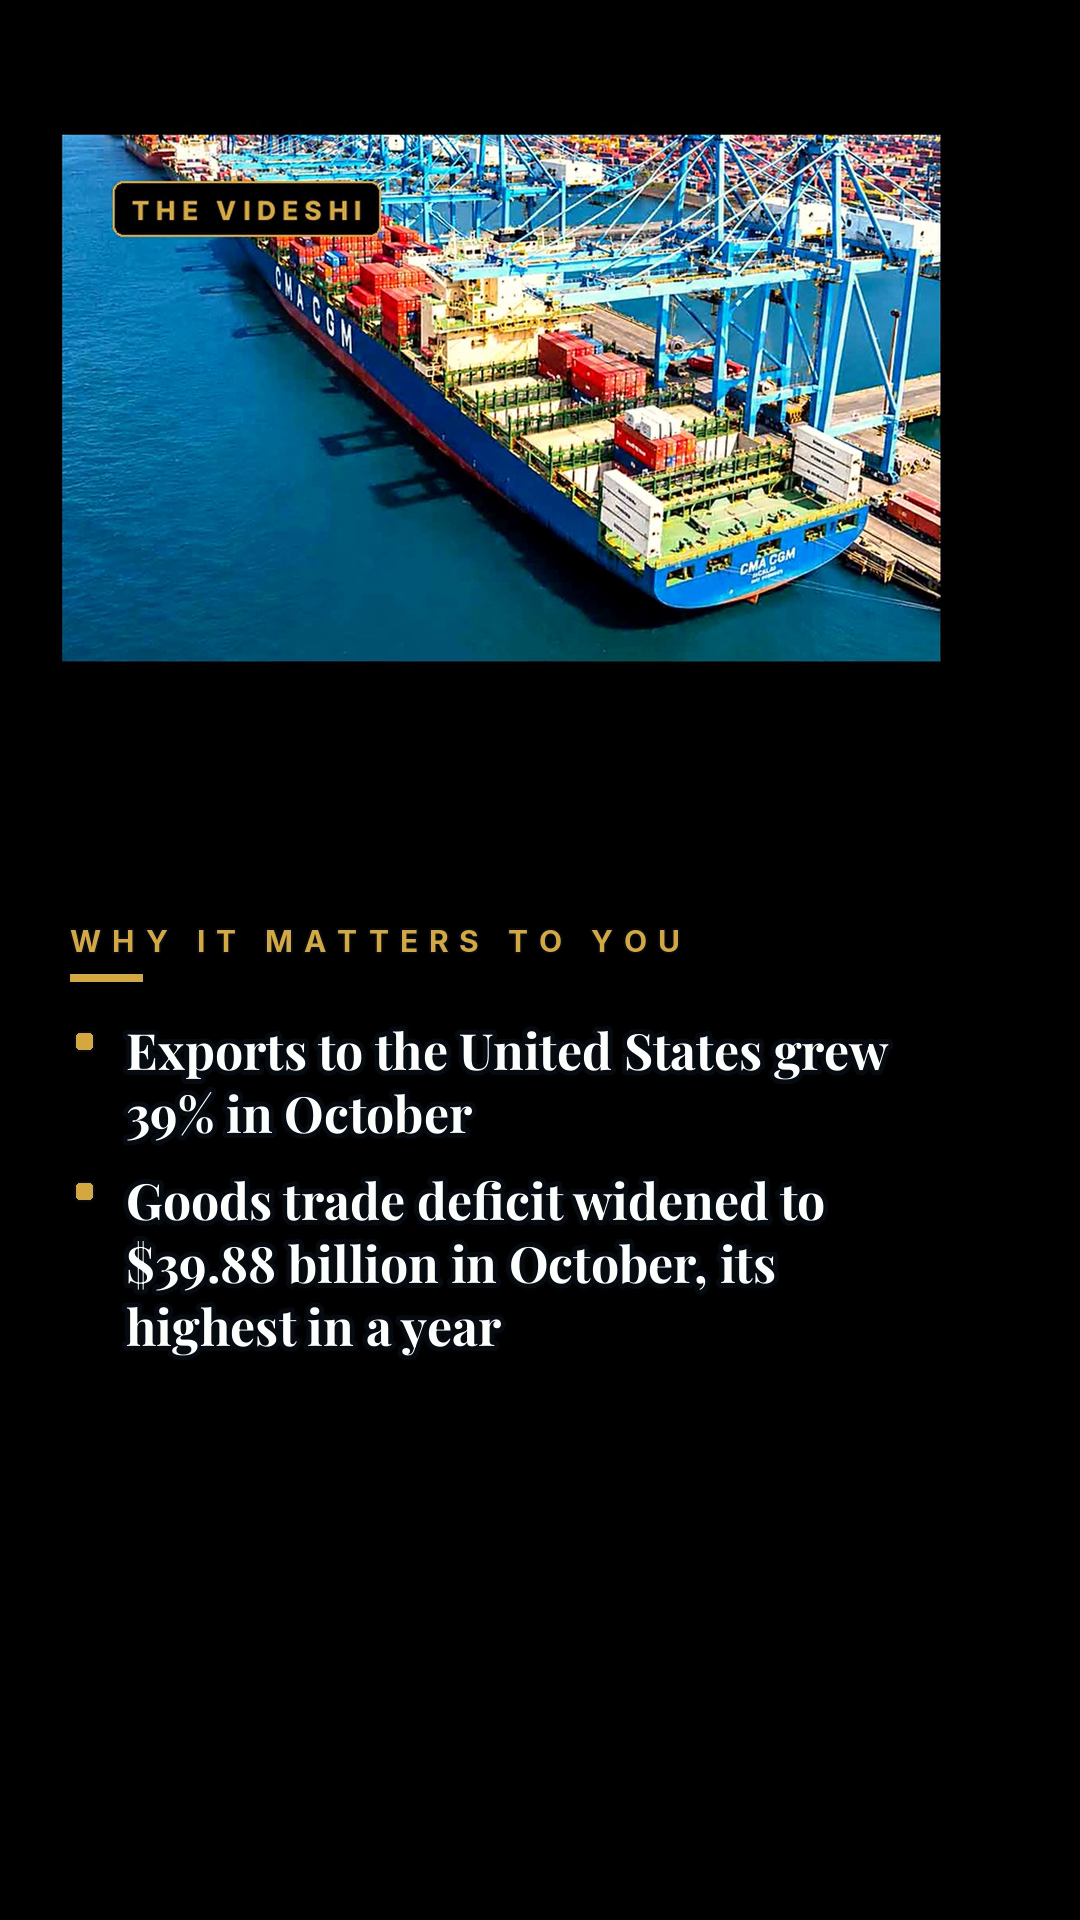 THE VIDESHI
CMA CGM
CMA CGM
WHY IT MATTERS TO YOU
Exports to the United States grew
39% in October
Goods trade deficit widened to
$39.88 billion in October, its
highest in a year